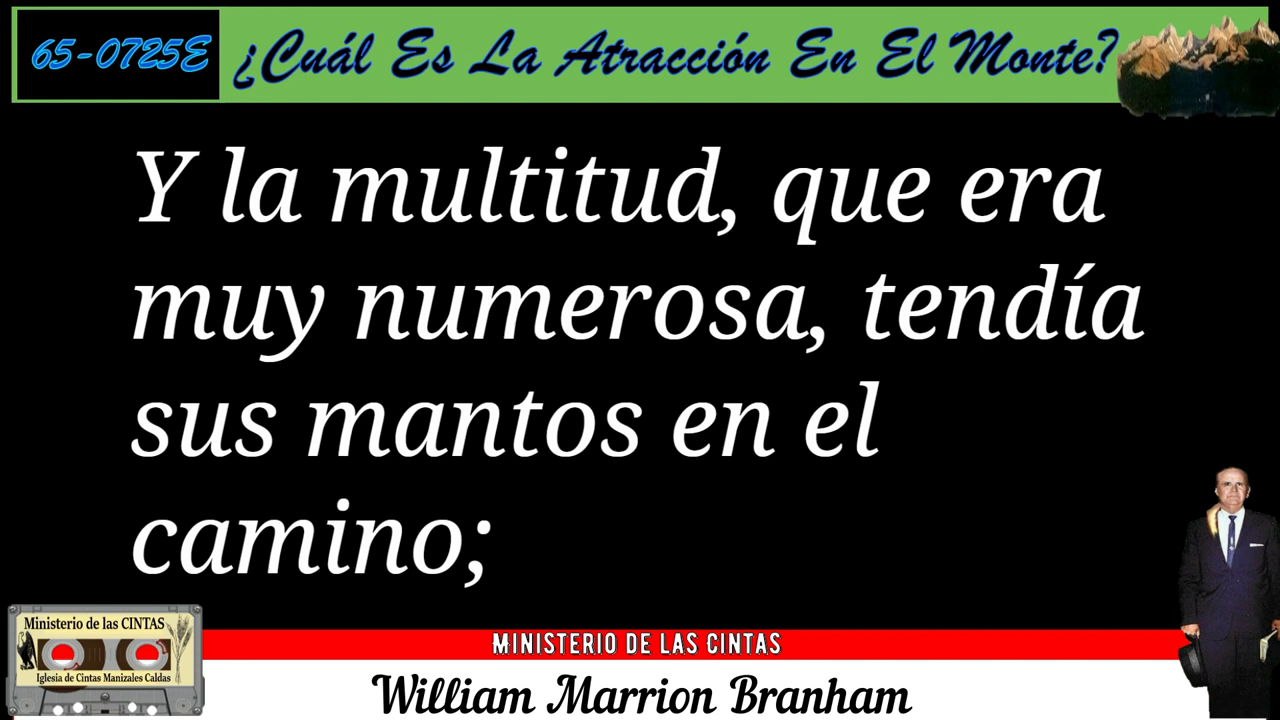 65-0725E ¿Cuál Es La Atracción En El Monte?
Y la multitud, que era
muy numerosa, tendía
sus mantos en el
camino;
Ministerio de las CINTAS
Iglesia de Cintas Manizales Caldas
MINISTERIO DE LAS CINTAS
William Marrion Branham